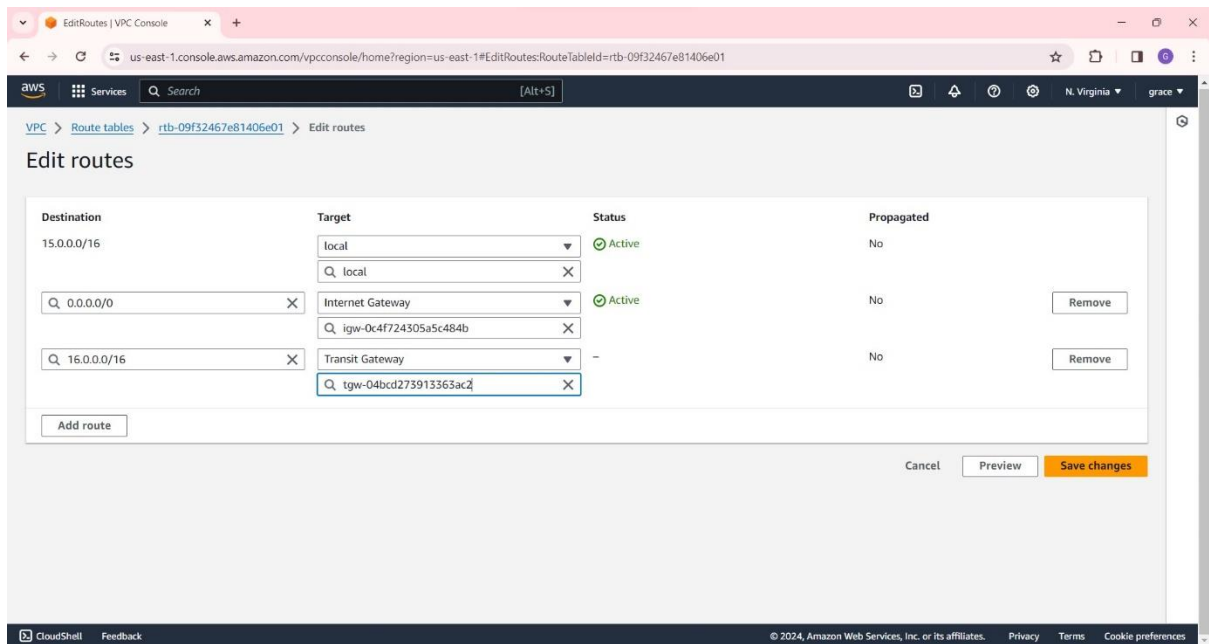 EditRoutes | VPC Console
us-east-1.console.aws.amazon.com/vpcconsole/home?region=us-east-1#EditRoutes:RouteTableId=rtb-09f32467e81406e01
G
aws Services Search [Alt+S] N. Virginia grace
VPC > Route tables > rtb-09f32467e81406e01 > Edit routes
Edit routes
Destination Target Status Propagated
15.0.0.0/16 local Active No
local
0.0.0.0/0 Internet Gateway Active No Remove
igw-0c4f724305a5c484b
16.0.0.0/16 Transit Gateway – No Remove
tgw-04bcd273913363ac2
Add route
Cancel Preview Save changes
CloudShell Feedback © 2024, Amazon Web Services, Inc. or its affiliates. Privacy Terms Cookie preferences